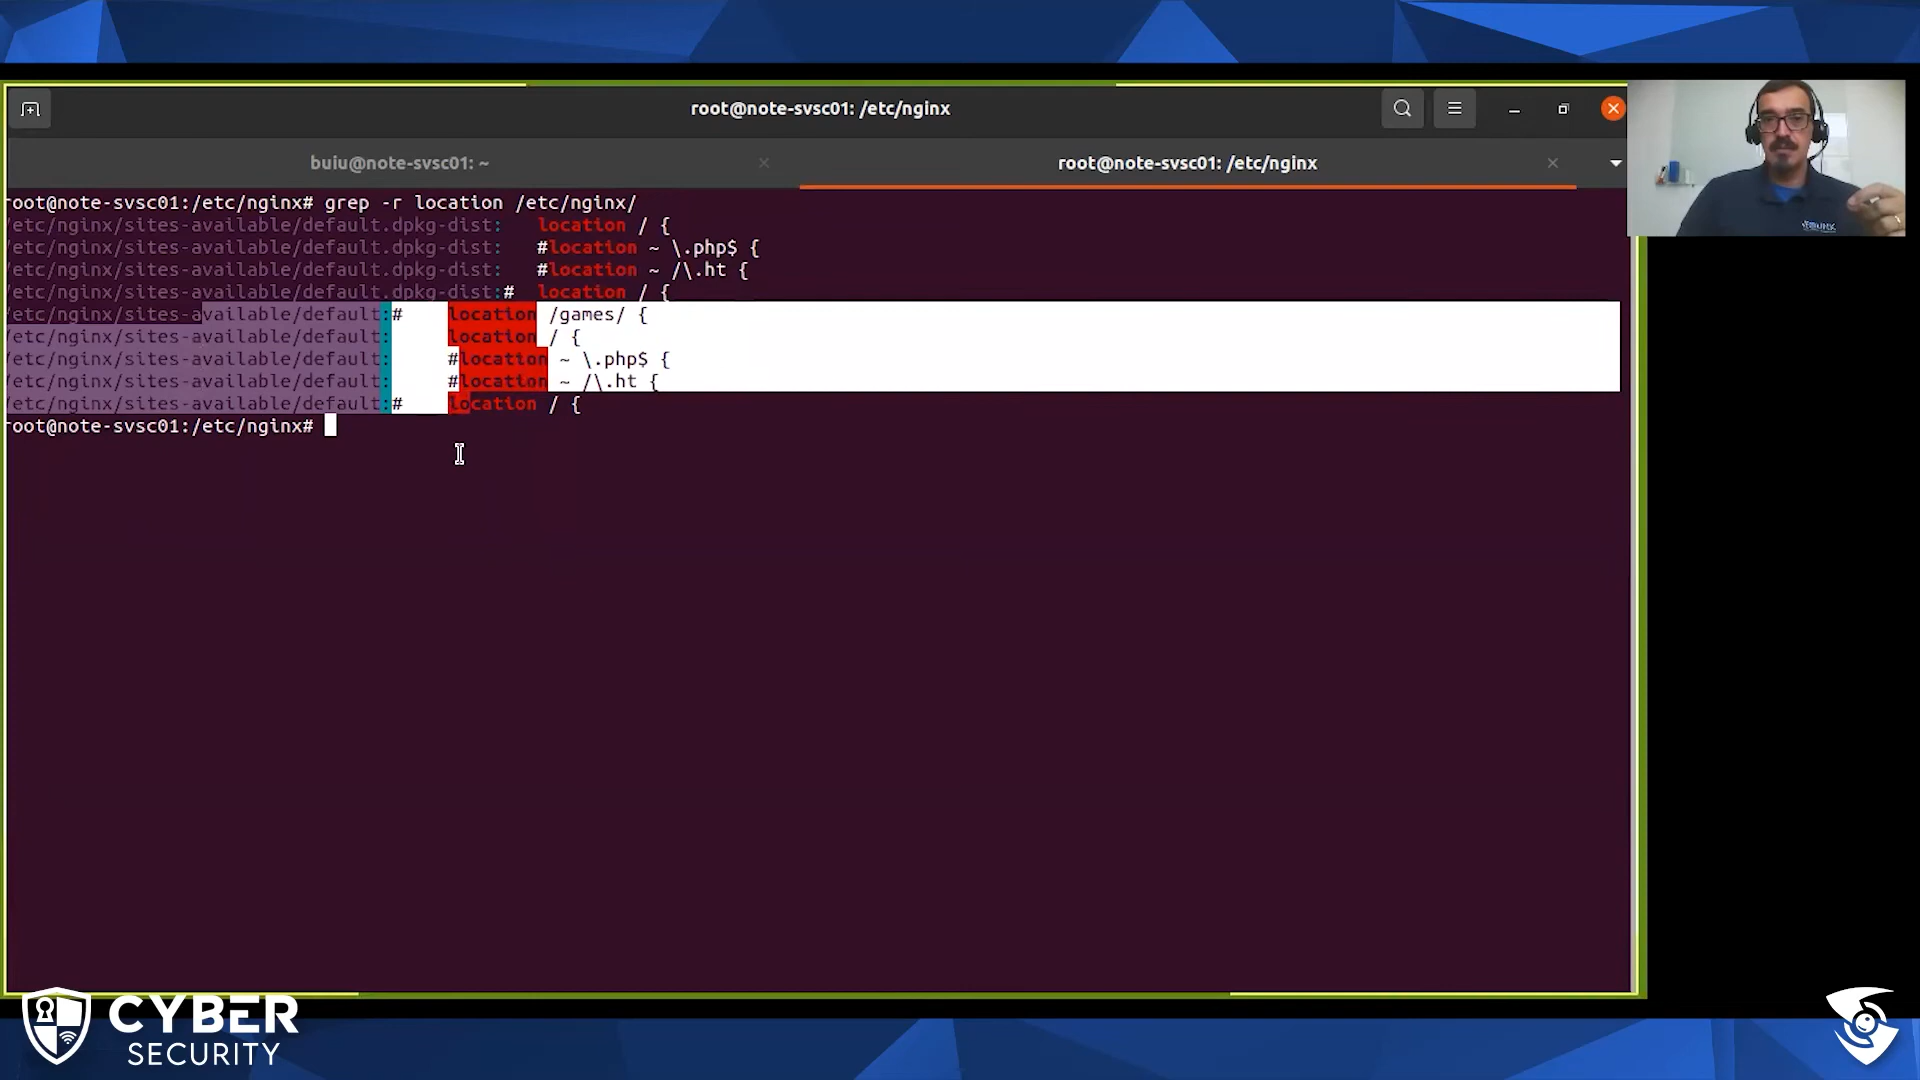 root@note-svsc01: /etc/nginx
buiu@note-svsc01: ~
root@note-svsc01: /etc/nginx
root@note-svsc01:/etc/nginx# grep -r location /etc/nginx/
/etc/nginx/sites-available/default.dpkg-dist: location / {
/etc/nginx/sites-available/default.dpkg-dist: #location ~ \.php$ {
/etc/nginx/sites-available/default.dpkg-dist: #location ~ /\.ht {
/etc/nginx/sites-available/default.dpkg-dist:# location / {
/etc/nginx/sites-available/default:# location /games/ {
/etc/nginx/sites-available/default: location / {
/etc/nginx/sites-available/default: #location ~ \.php$ {
/etc/nginx/sites-available/default: #location ~ /\.ht {
/etc/nginx/sites-available/default:# location / {
root@note-svsc01:/etc/nginx#
CYBER
SECURITY